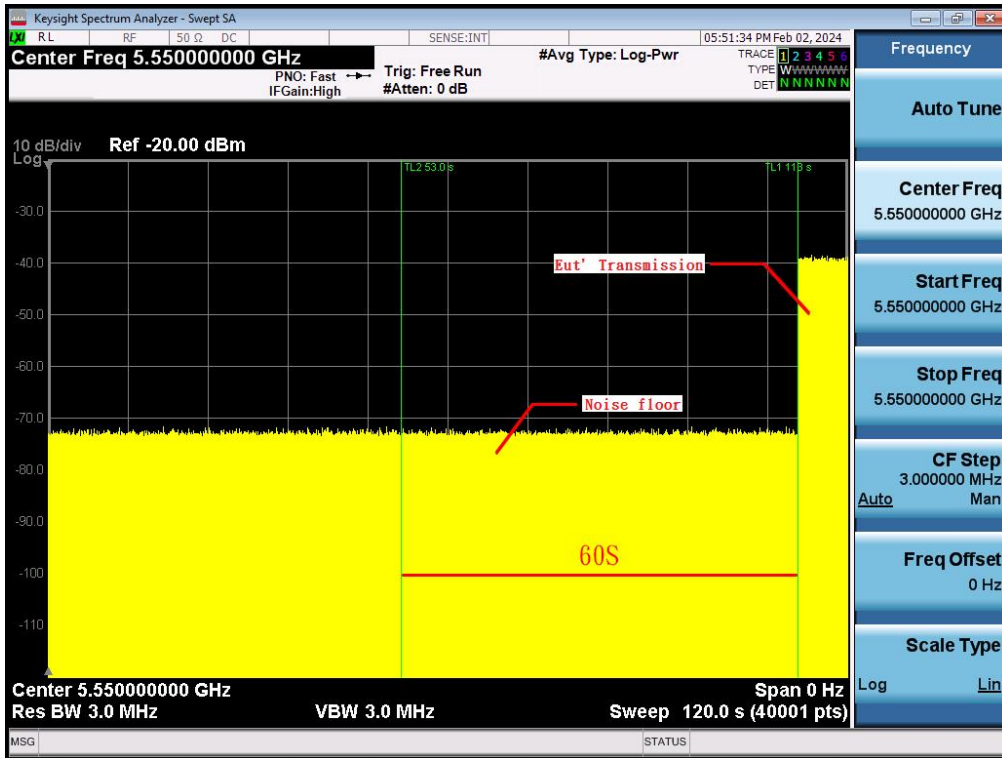 Keysight Spectrum Analyzer - Swept SA
LXI RL RF 50 Ω DC SENSE:INT 05:51:34 PM Feb 02, 2024
Center Freq 5.550000000 GHz
PNO: Fast
IFGain:High
Trig: Free Run
#Atten: 0 dB
#Avg Type: Log-Pwr
TRACE 1 2 3 4 5 6
TYPE WWWWWW
DET N N N N N N
10 dB/div Ref -20.00 dBm
Log
TL2 53.0 s
TL1 113 s
-30.0
-40.0
Eut' Transmission
-50.0
-60.0
Noise floor
-70.0
-80.0
-90.0
60S
-100
-110
Center 5.550000000 GHz Span 0 Hz
Res BW 3.0 MHz VBW 3.0 MHz Sweep 120.0 s (40001 pts)
MSG STATUS
Frequency
Auto Tune
Center Freq
5.550000000 GHz
Start Freq
5.550000000 GHz
Stop Freq
5.550000000 GHz
CF Step
3.000000 MHz
Auto Man
Freq Offset
0 Hz
Scale Type
Log Lin